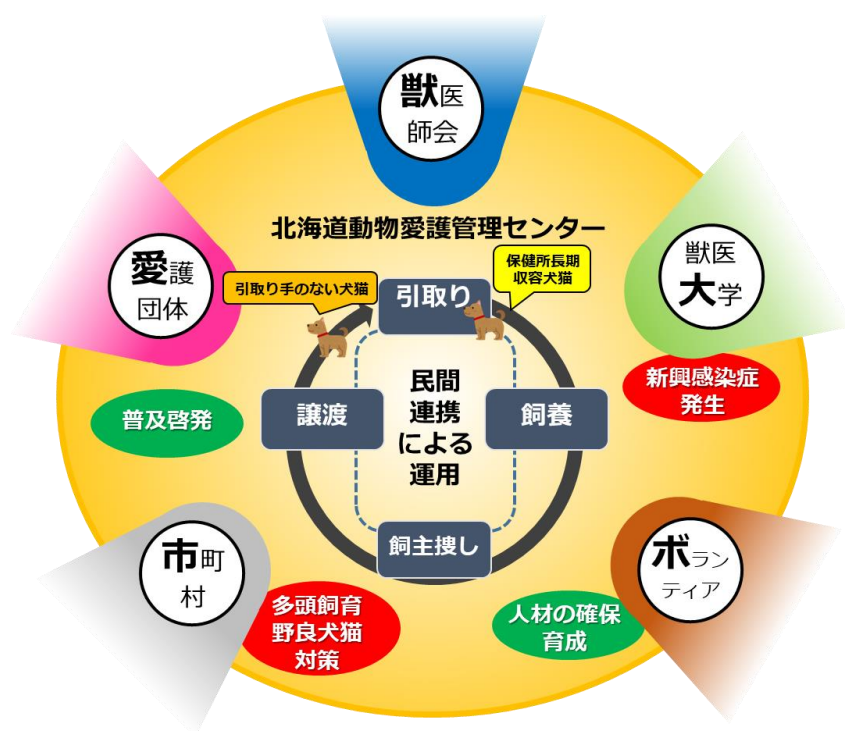 獣医
師会
北海道動物愛護管理センター
愛護
団体
獣医
大学
引取り手のない犬猫
保健所長期
収容犬猫
引取り
新興感染症
発生
普及啓発
譲渡
民間
連携
による
運用
飼養
飼主捜し
市町
村
ボラン
ティア
多頭飼育
野良犬猫
対策
人材の確保
育成